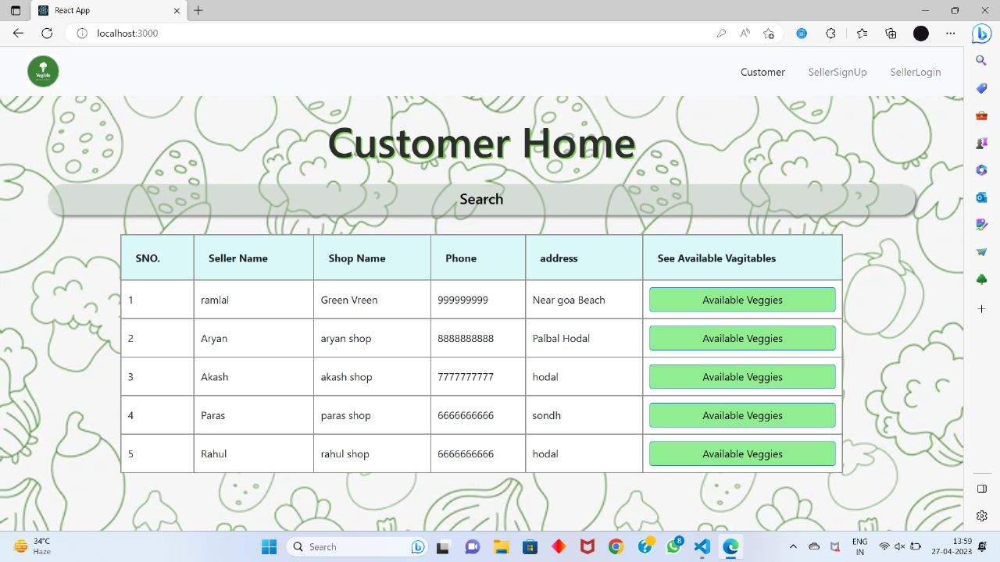 React App
localhost:3000
Vegible
Customer SellerSignUp SellerLogin
Customer Home
Search
SNO. Seller Name Shop Name Phone address See Available Vagitables
1 ramlal Green Vreen 999999999 Near goa Beach Available Veggies
2 Aryan aryan shop 8888888888 Palbal Hodal Available Veggies
3 Akash akash shop 7777777777 hodal Available Veggies
4 Paras paras shop 6666666666 sondh Available Veggies
5 Rahul rahul shop 6666666666 hodal Available Veggies
34°C
Haze
Search
8
ENG
IN
13:59
27-04-2023